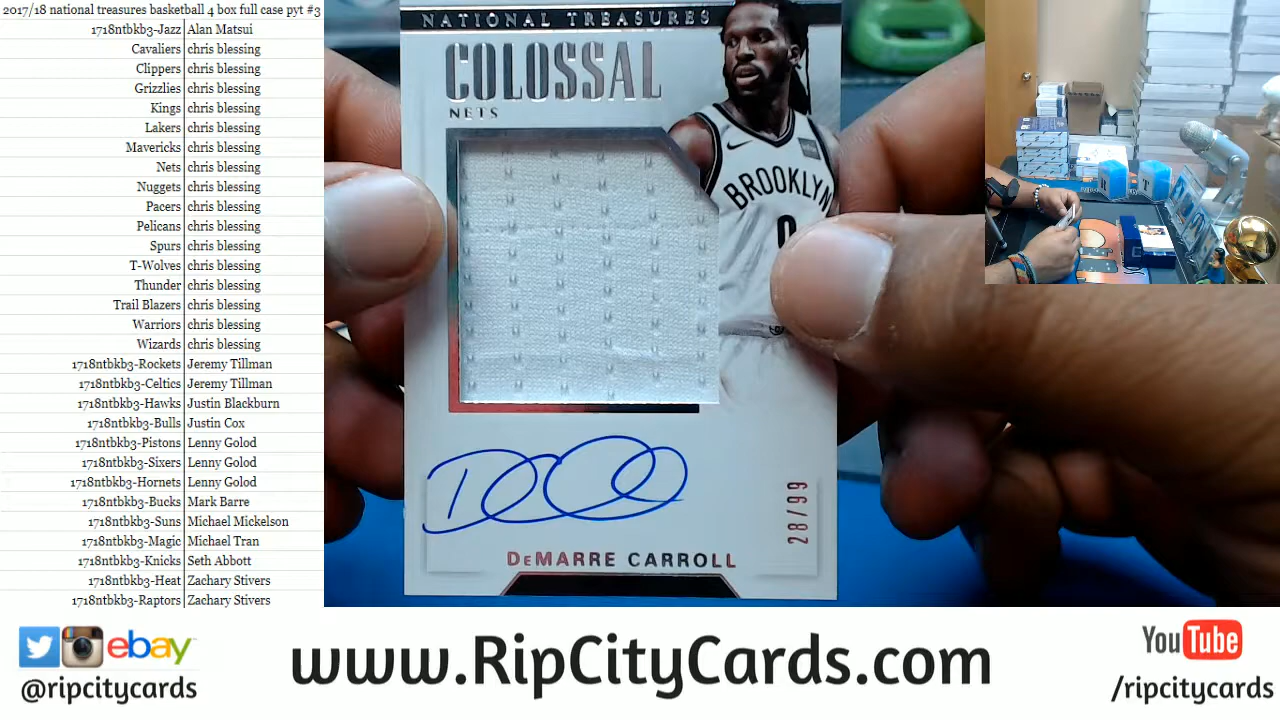 2017/18 national treasures basketball 4 box full case pyt #3
1718ntbkb3-Jazz Alan Matsui
Cavaliers chris blessing
Clippers chris blessing
Grizzlies chris blessing
Kings chris blessing
Lakers chris blessing
Mavericks chris blessing
Nets chris blessing
Nuggets chris blessing
Pacers chris blessing
Pelicans chris blessing
Spurs chris blessing
T-Wolves chris blessing
Thunder chris blessing
Trail Blazers chris blessing
Warriors chris blessing
Wizards chris blessing
1718ntbkb3-Rockets Jeremy Tillman
1718ntbkb3-Celtics Jeremy Tillman
1718ntbkb3-Hawks Justin Blackburn
1718ntbkb3-Bulls Justin Cox
1718ntbkb3-Pistons Lenny Golod
1718ntbkb3-Sixers Lenny Golod
1718ntbkb3-Hornets Lenny Golod
1718ntbkb3-Bucks Mark Barre
1718ntbkb3-Suns Michael Mickelson
1718ntbkb3-Magic Michael Tran
1718ntbkb3-Knicks Seth Abbott
1718ntbkb3-Heat Zachary Stivers
1718ntbkb3-Raptors Zachary Stivers
NATIONAL TREASURES
COLOSSAL
NETS
BROOKLYN
28/99
DeMARRE CARROLL
ebay
@ripcitycards
www.RipCityCards.com
YouTube
/ripcitycards